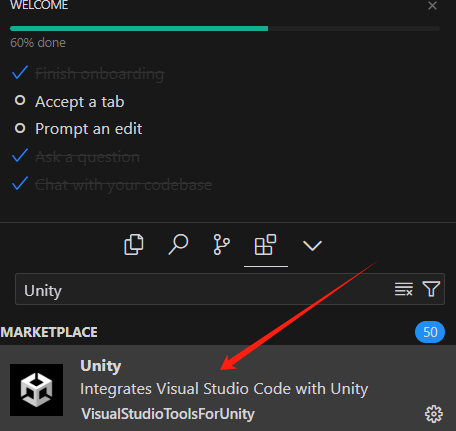 WELCOME
60% done
Finish onboarding
Accept a tab
Prompt an edit
Ask a question
Chat with your codebase
Unity
MARKETPLACE
50
Unity
Integrates Visual Studio Code with Unity
VisualStudioToolsForUnity